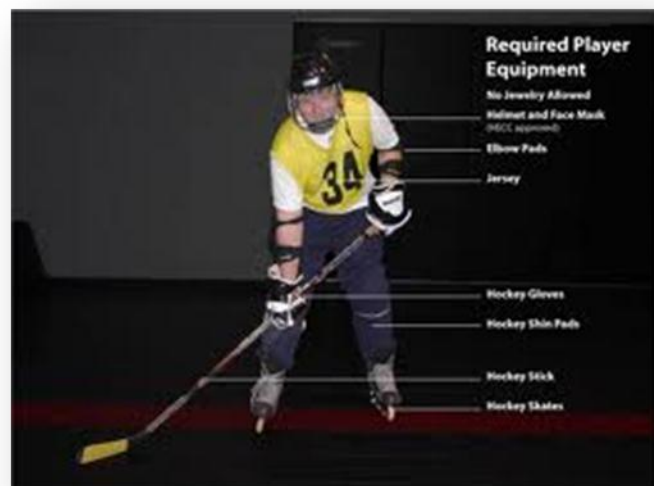 Required Player
Equipment
No Jewelry Allowed
Helmet and Face Mask
(HECC approved)
Elbow Pads
34
Jersey
Hockey Gloves
Hockey Shin Pads
Hockey Stick
Hockey Skates